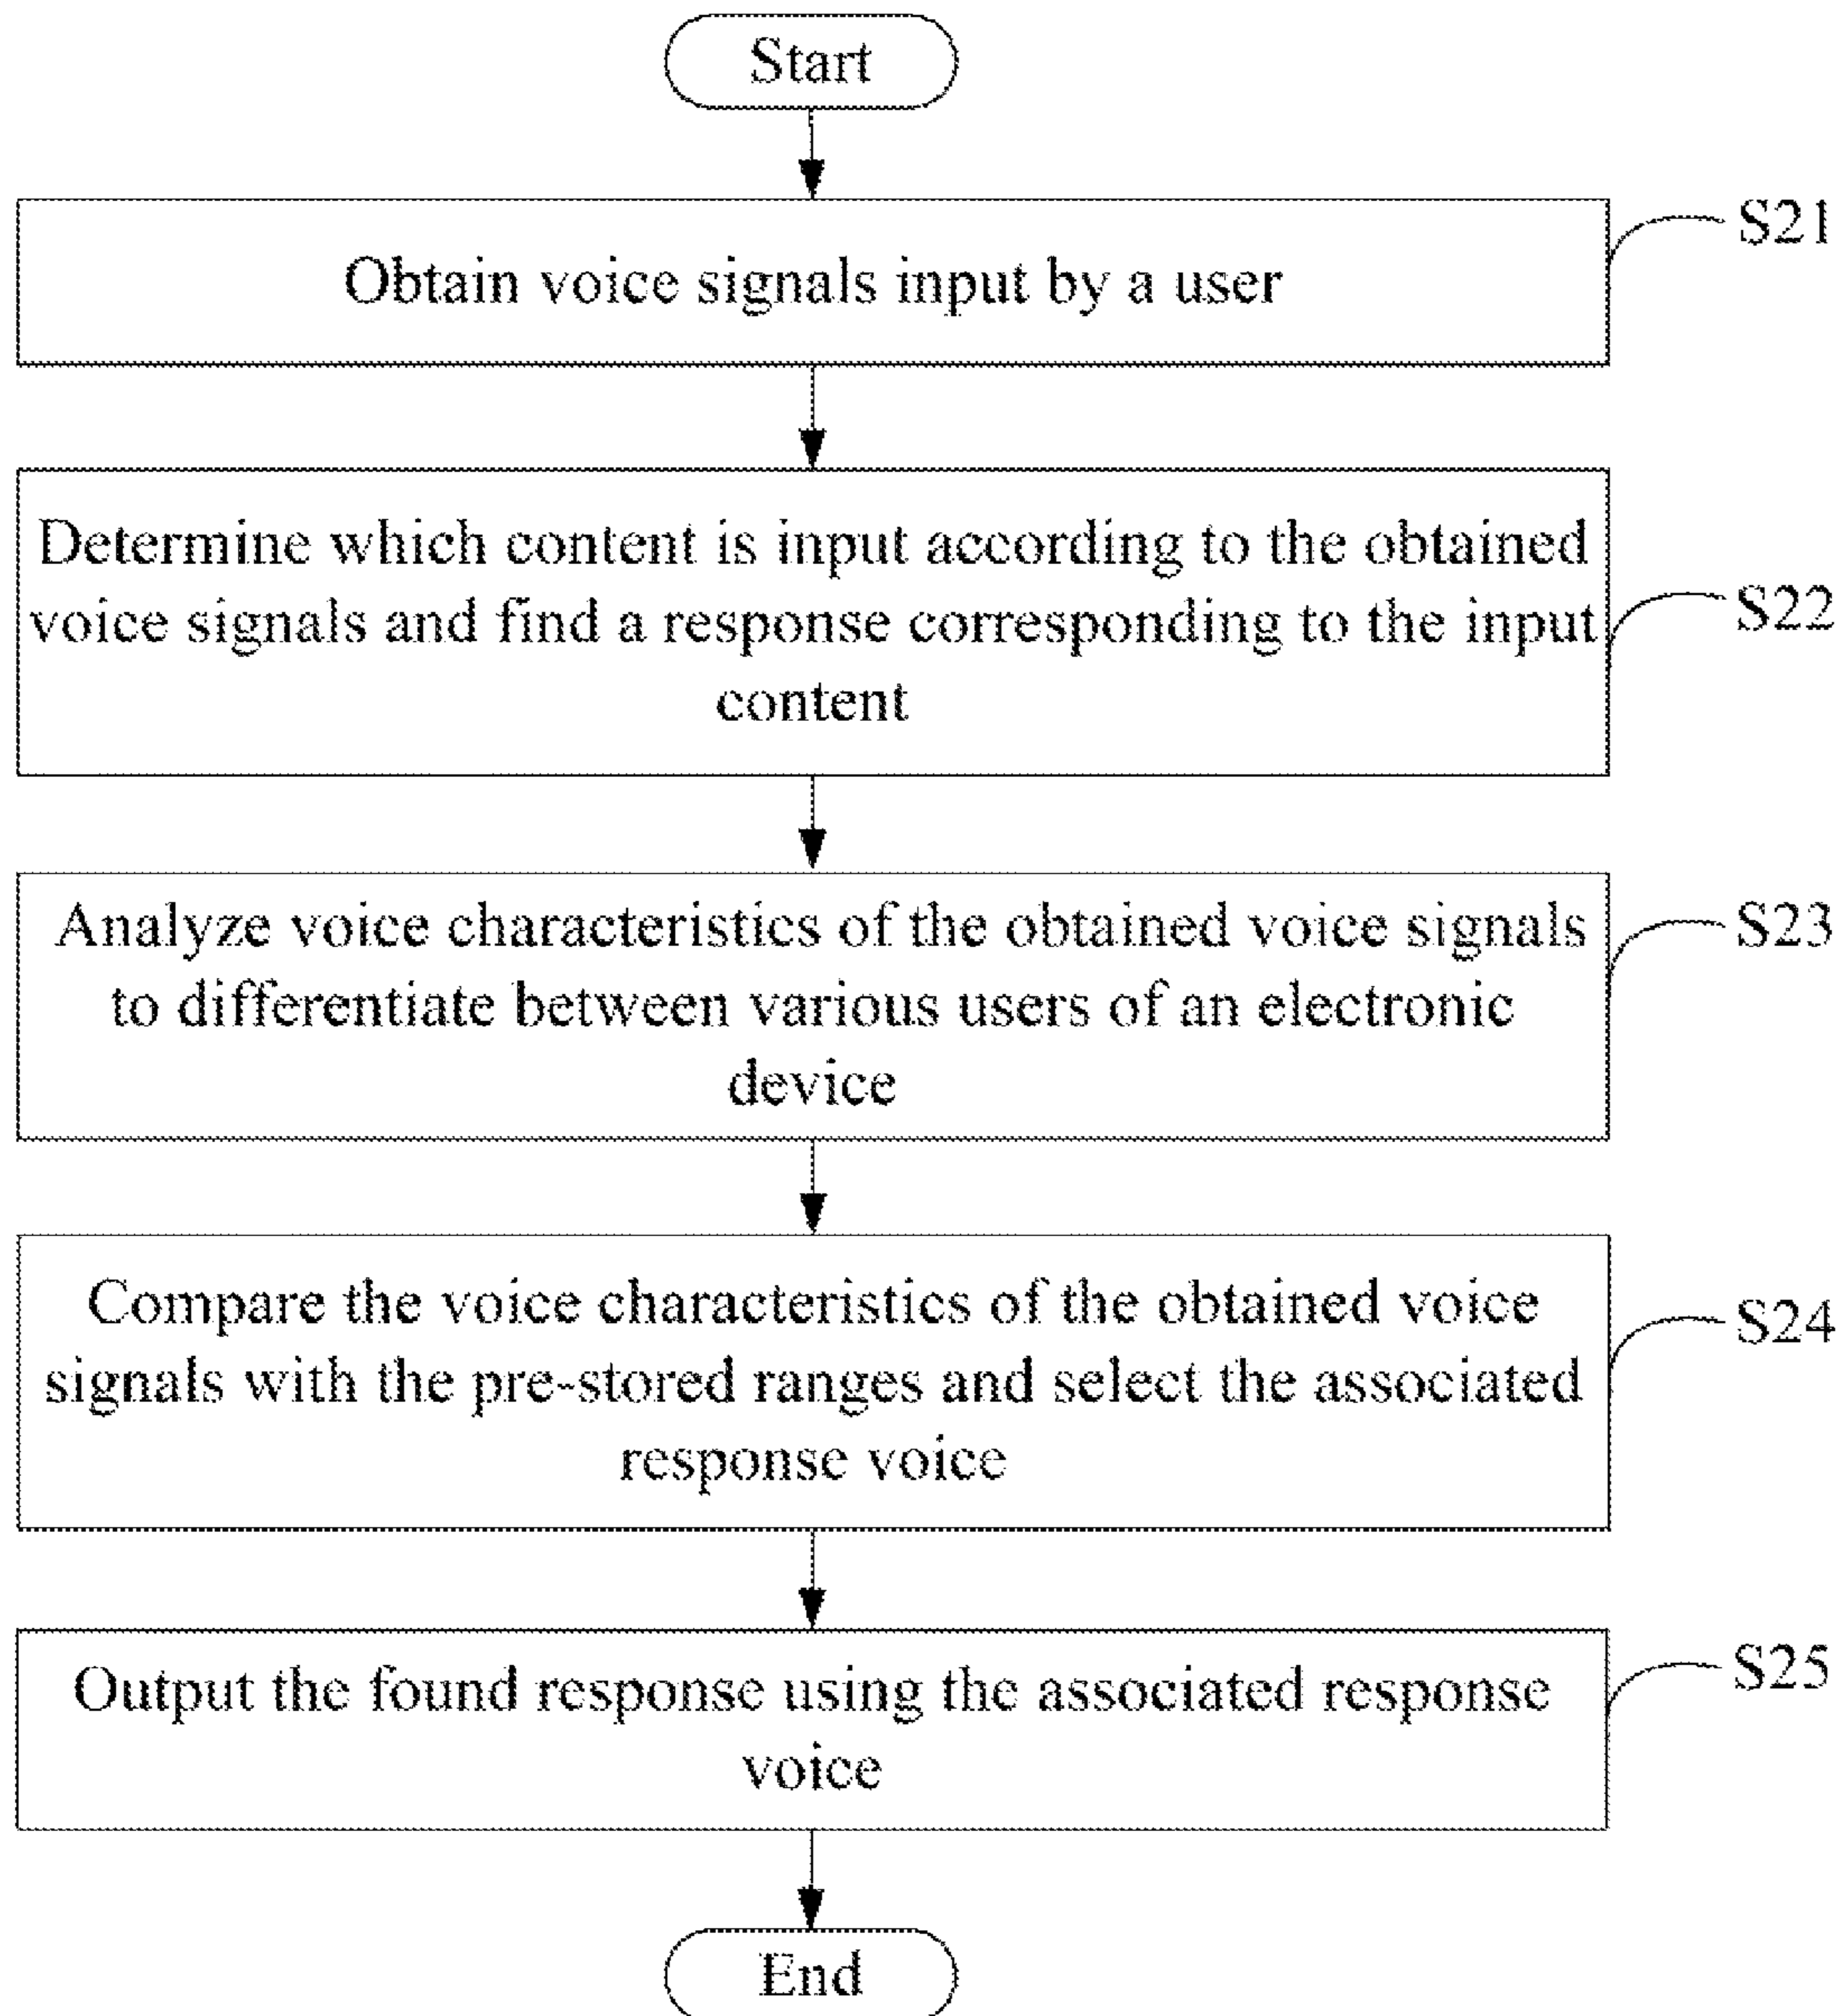 Start
Obtain voice signals input by a user
S21
Determine which content is input according to the obtained
voice signals and find a response corresponding to the input
content
S22
Analyze voice characteristics of the obtained voice signals
to differentiate between various users of an electronic
device
S23
Compare the voice characteristics of the obtained voice
signals with the pre-stored ranges and select the associated
response voice
S24
Output the found response using the associated response
voice
S25
End